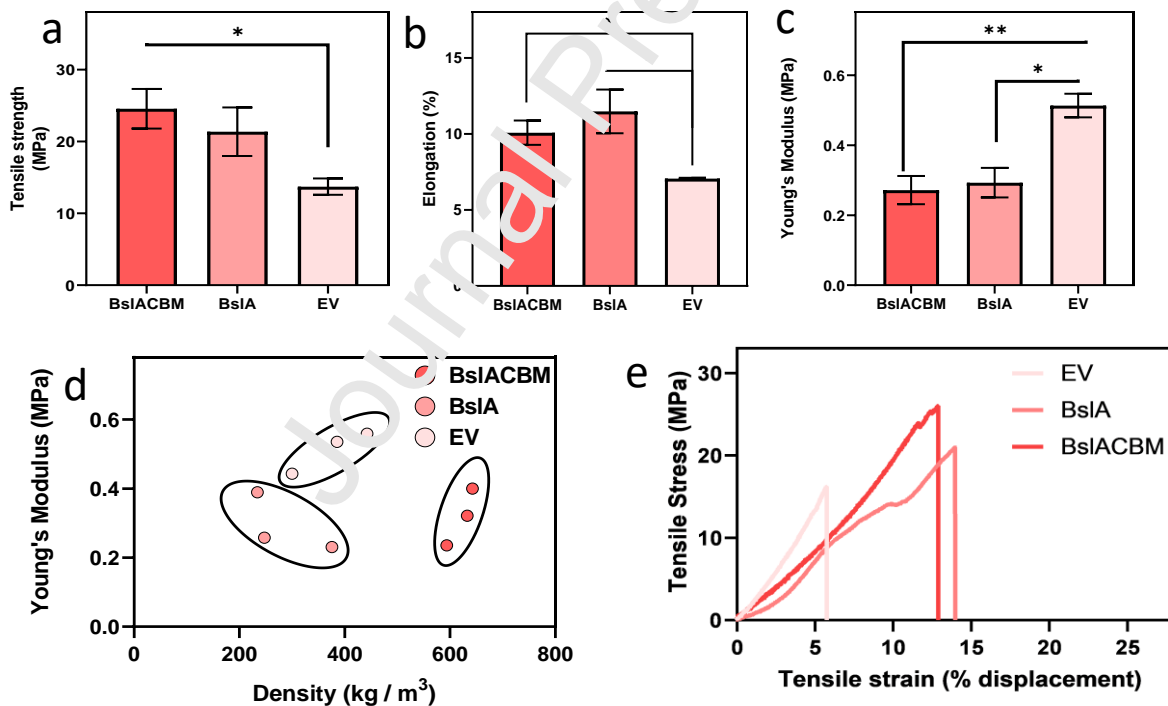 a
*
Tensile strength
(MPa)
30
20
10
0
BslACBM
BslA
EV
b
Elongation (%)
15
10
5
0
BslACBM
BslA
EV
c
**
*
Young's Modulus (MPa)
0.6
0.4
0.2
0.0
BslACBM
BslA
EV
Journal Pre
d
BslACBM
BslA
EV
Young's Modulus (MPa)
0.6
0.4
0.2
0.0
0
200
400
600
800
Density (kg / m³)
e
EV
BslA
BslACBM
Tensile Stress (MPa)
30
20
10
0
0
5
10
15
20
25
Tensile strain (% displacement)